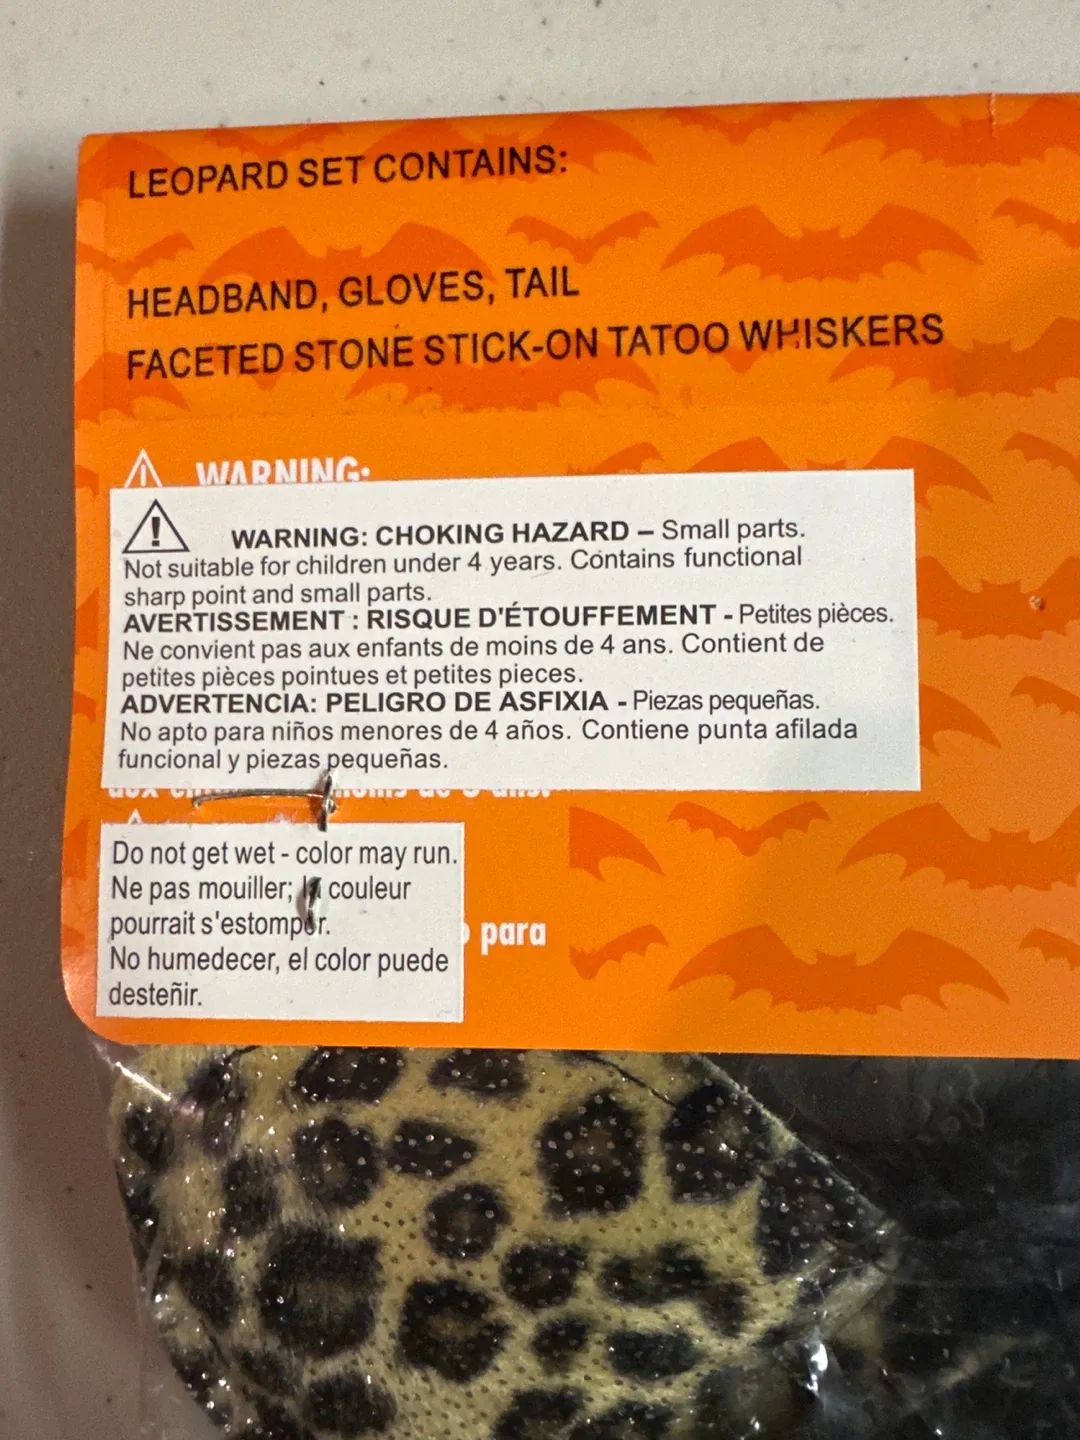 LEOPARD SET CONTAINS:
HEADBAND, GLOVES, TAIL
FACETED STONE STICK-ON TATOO WHISKERS
WARNING:
WARNING: CHOKING HAZARD – Small parts.
Not suitable for children under 4 years. Contains functional
sharp point and small parts.
AVERTISSEMENT : RISQUE D'ÉTOUFFEMENT - Petites pièces.
Ne convient pas aux enfants de moins de 4 ans. Contient de
petites pièces pointues et petites pieces.
ADVERTENCIA: PELIGRO DE ASFIXIA - Piezas pequeñas.
No apto para niños menores de 4 años. Contiene punta afilada
funcional y piezas pequeñas.
Do not get wet - color may run.
Ne pas mouiller; la couleur
pourrait s'estomper.
para
No humedecer, el color puede
desteñir.